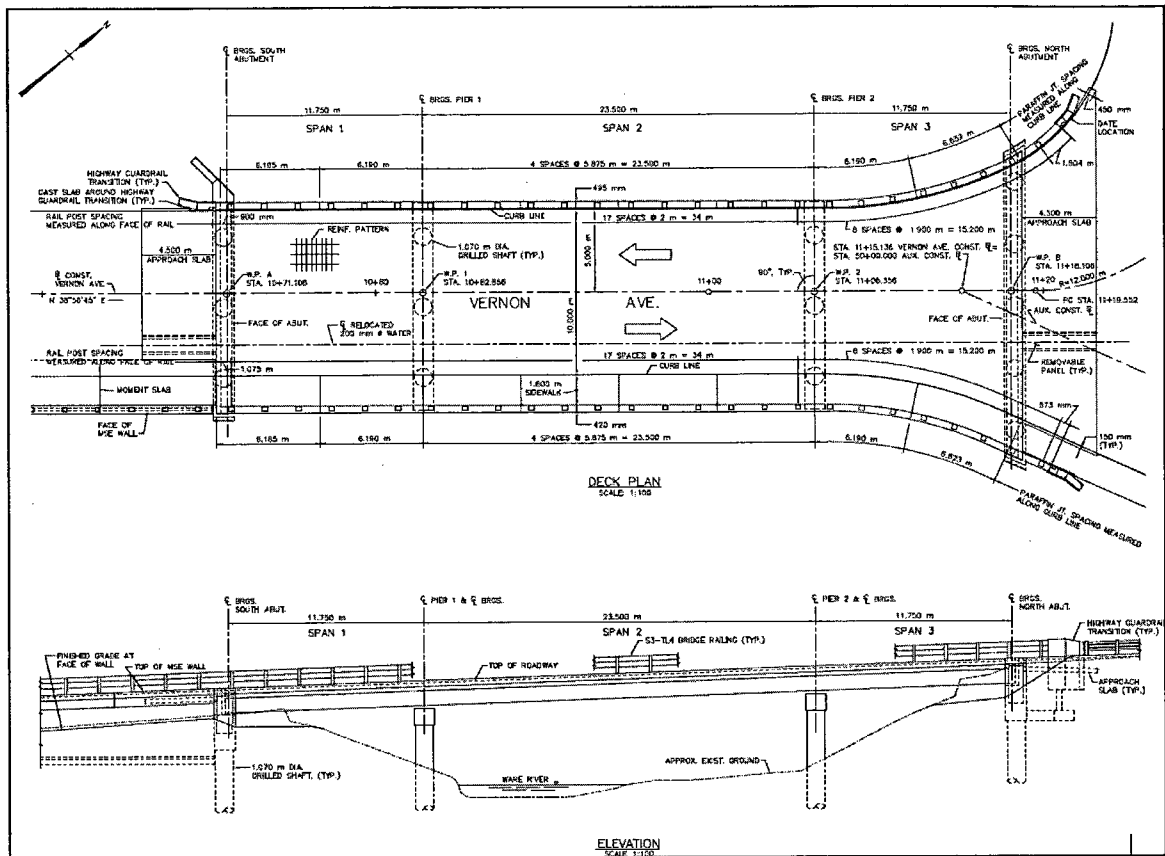 N
℄ BRGS. SOUTH
ABUTMENT
℄ BRGS. PIER 1
℄ BRGS. PIER 2
℄ BRGS. NORTH
ABUTMENT
11.750 m
SPAN 1
23.500 m
SPAN 2
11.750 m
SPAN 3
PARAFFIN JT. SPACING
MEASURED ALONG
CURB LINE
450 mm
DATE
LOCATION
6.185 m
6.190 m
4 SPACES @ 5.875 m = 23.500 m
6.190 m
6.632 m
1.804 m
HIGHWAY GUARDRAIL
TRANSITION (TYP.)
CAST SLAB AROUND HIGHWAY
GUARDRAIL TRANSITION (TYP.)
RAIL POST SPACING
MEASURED ALONG FACE OF RAIL
900 mm
REINF. PATTERN
495 mm
CURB LINE
17 SPACES @ 2 m = 34 m
8 SPACES @ 1.900 m = 15.200 m
4.500 m
APPROACH SLAB
1.070 m DIA.
DRILLED SHAFT (TYP.)
5.000 m
STA. 11+15.136 VERNON AVE. CONST. ℄=
STA. 50+00.000 AUX. CONST. ℄
4.500 m
APPROACH SLAB
℄ CONST.
VERNON AVE.
N 38°56'45" E
W.P. A
STA. 10+71.106
10+80
W.P. 1
STA. 10+82.856
VERNON AVE.
11+00
90°, TYP.
W.P. 2
STA. 11+06.356
W.P. B
STA. 11+18.106
11+20
R=12.000 m
PC STA. 11+19.552
AUX. CONST. ℄
FACE OF ABUT.
℄ RELOCATED
200 mm ø WATER
10.000 m
FACE OF ABUT.
RAIL POST SPACING
MEASURED ALONG FACE OF RAIL
1.075 m
17 SPACES @ 2 m = 34 m
CURB LINE
8 SPACES @ 1.900 m = 15.200 m
REMOVABLE
PANEL (TYP.)
MOMENT SLAB
1.600 m
SIDEWALK
573 mm
FACE OF
MSE WALL
420 mm
150 mm
(TYP.)
6.185 m
6.190 m
4 SPACES @ 5.875 m = 23.500 m
6.190 m
6.623 m
PARAFFIN JT. SPACING MEASURED
ALONG CURB LINE
DECK PLAN
SCALE 1:100
℄ BRGS.
SOUTH ABUT.
℄ PIER 1 & ℄ BRGS.
℄ PIER 2 & ℄ BRGS.
℄ BRGS.
NORTH ABUT.
11.750 m
SPAN 1
23.500 m
SPAN 2
11.750 m
SPAN 3
HIGHWAY GUARDRAIL
TRANSITION (TYP.)
FINISHED GRADE AT
FACE OF WALL
TOP OF MSE WALL
S3-TL4 BRIDGE RAILING (TYP.)
TOP OF ROADWAY
APPROACH
SLAB (TYP.)
1.070 m DIA.
DRILLED SHAFT. (TYP.)
WARE RIVER
APPROX. EXIST. GROUND
ELEVATION
SCALE 1:100